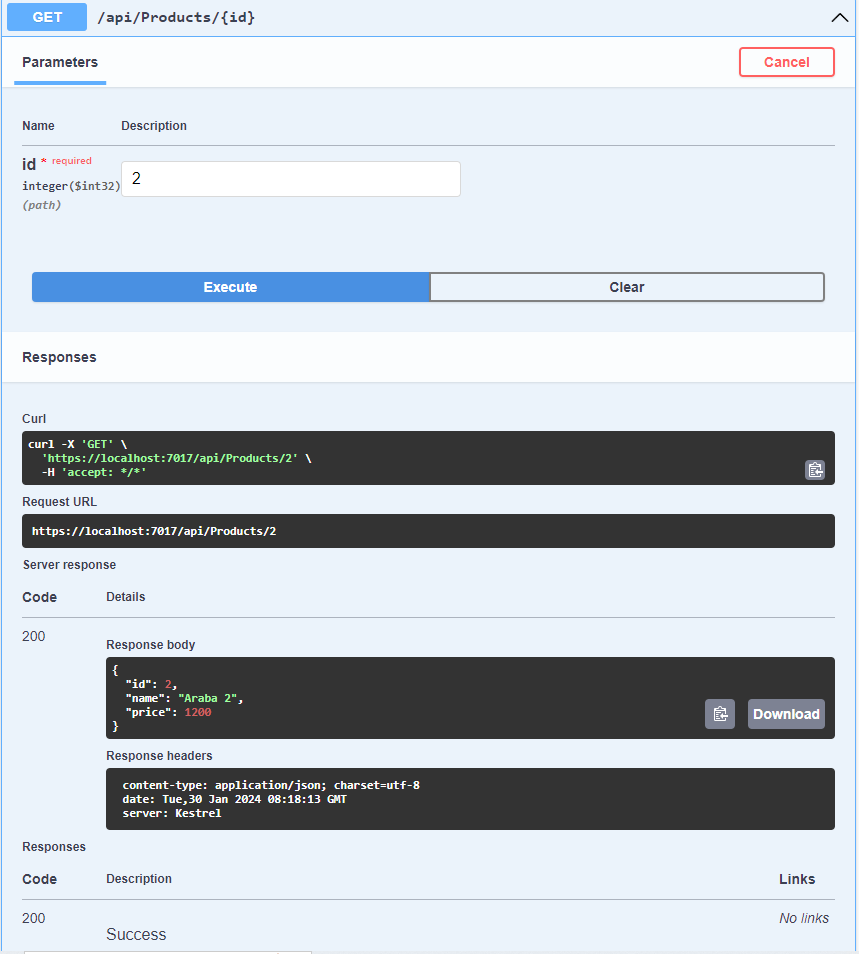 GET /api/Products/{id}
Parameters
Cancel
Name Description
id * required
integer($int32)
(path)
2
Execute Clear
Responses
Curl
curl -X 'GET' \
  'https://localhost:7017/api/Products/2' \
  -H 'accept: */*'
Request URL
https://localhost:7017/api/Products/2
Server response
Code Details
200
Response body
{
  "id": 2,
  "name": "Araba 2",
  "price": 1200
}
Download
Response headers
content-type: application/json; charset=utf-8
date: Tue,30 Jan 2024 08:18:13 GMT
server: Kestrel
Responses
Code Description Links
200 No links
Success